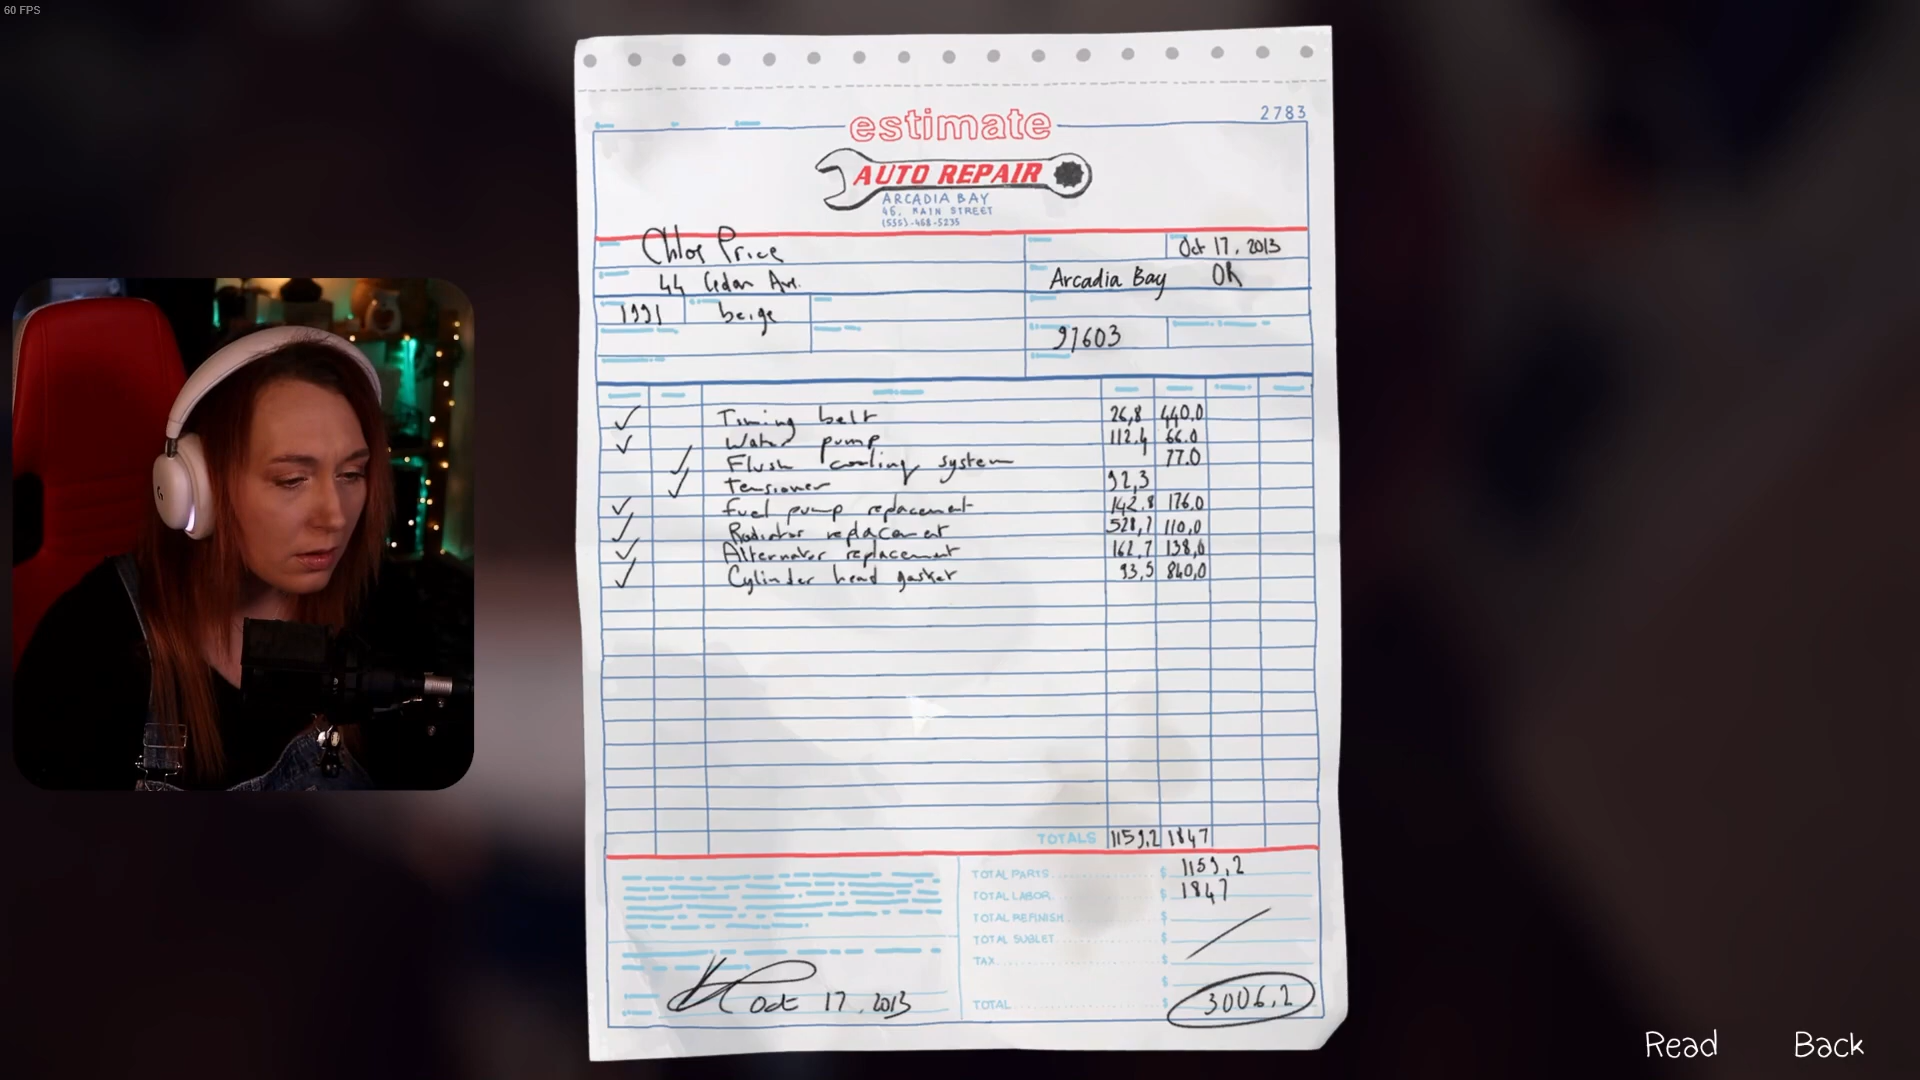 60 FPS
2783
estimate
AUTO REPAIR
ARCADIA BAY
46, MAIN STREET
(555)-468-5235
Chloe Price
Oct 17, 2013
44 Cedar Av.
Arcadia Bay OR
1991 beige
97603
Timing belt 26,8 440.0
Water pump 112.4 66.0
Flush cooling system 77.0
Tensioner 92,3
Fuel pump replacement 142.8 176.0
Radiator replacement 528,7 110,0
Alternator replacement 162.7 138,0
Cylinder head gasket 93,5 840,0
TOTALS 1159,2 1847
TOTAL PARTS $ 1159,2
TOTAL LABOR $ 1847
TOTAL REFINISH $
TOTAL SUBLET $
TAX $
$
TOTAL $ 3006,2
Oct 17, 2013
Read Back